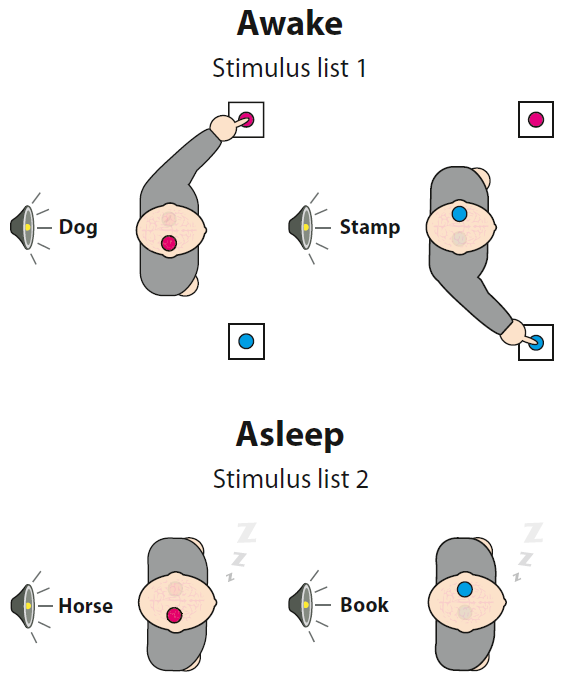 Awake
Stimulus list 1
Dog
Stamp
Asleep
Stimulus list 2
z
z
z
z
z
z
Horse
Book